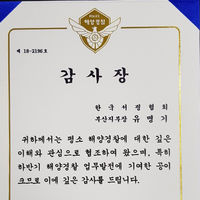 POLICE
해양경찰
제 18-2196 호
감 사 장
한 국 서 평 협 회
부산지부장 유 병 기
귀하께서는 평소 해양경찰에 대한 깊은
이해와 관심으로 협조하여 왔으며, 특히
하반기 해양경찰 업무발전에 기여한 공이
크므로 이에 깊은 감사를 드립니다.